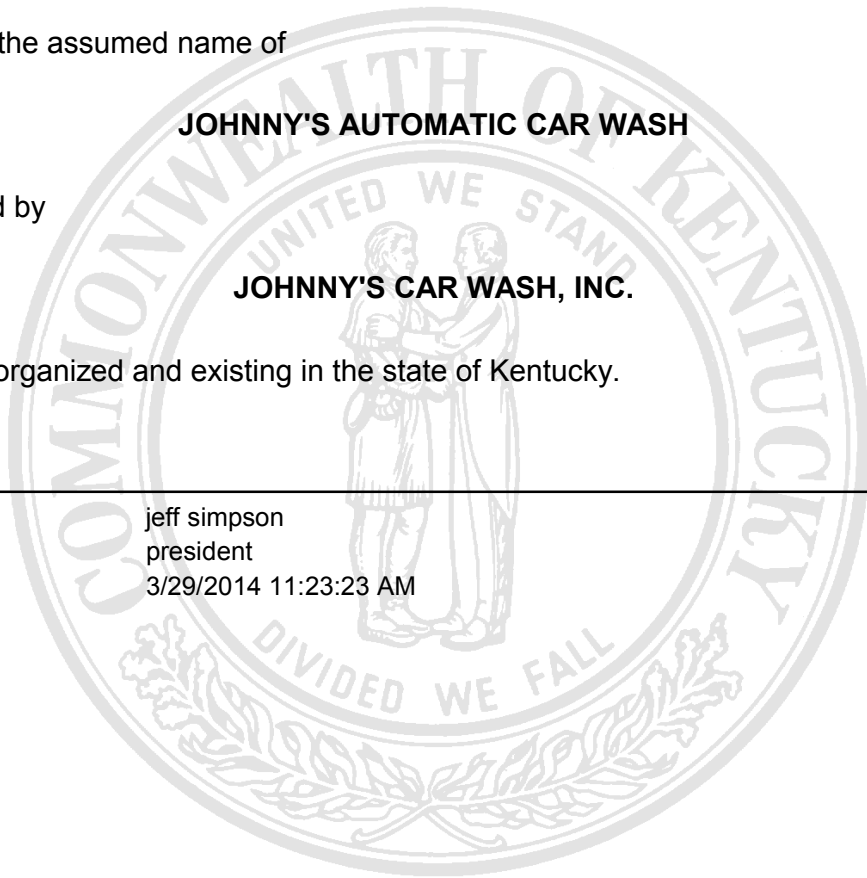 the assumed name of
JOHNNY'S AUTOMATIC CAR WASH
d by
JOHNNY'S CAR WASH, INC.
organized and existing in the state of Kentucky.
jeff simpson
president
3/29/2014 11:23:23 AM
COMMONWEALTH OF KENTUCKY
UNITED WE STAND
DIVIDED WE FALL